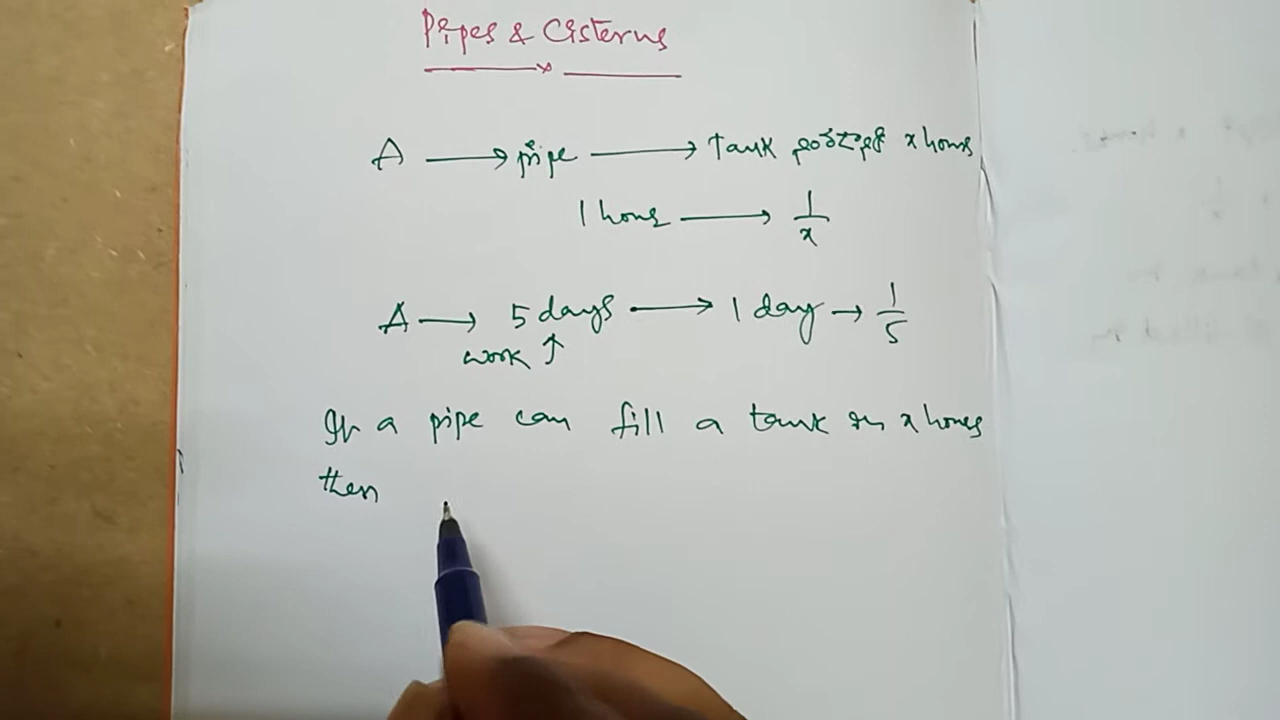 Pipes & Cisterns
A → pipe → Tank x hours
1 hour → 1/x
A → 5 days → 1 day → 1/5
work ↑
If a pipe can fill a tank in x hours
then